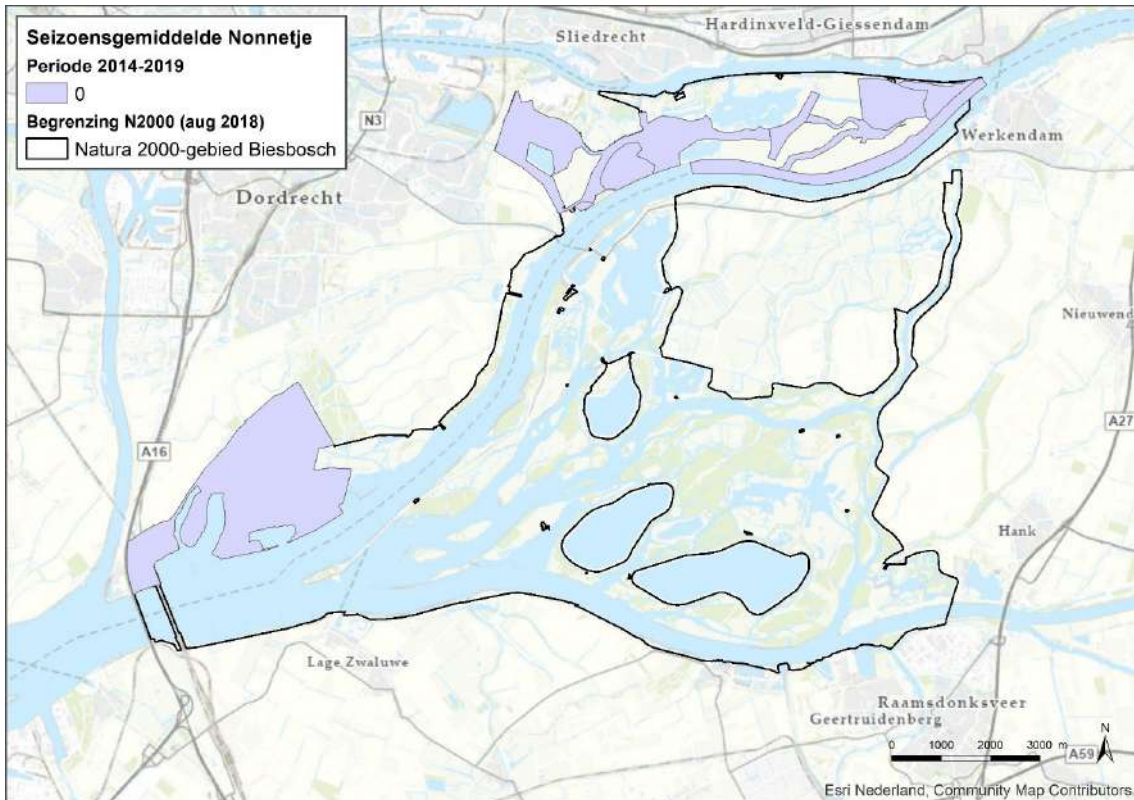 Seizoensgemiddelde Nonnetje
Periode 2014-2019
0
Begrenzing N2000 (aug 2018)
Natura 2000-gebied Biesbosch
Hardinxveld-Giessendam
Sliedrecht
N3
Werkendam
Dordrecht
Nieuwend
A27
A16
Hank
Lage Zwaluwe
Raamsdonksveer
Geertruidenberg
N
0 1000 2000 3000 m
A59
Esri Nederland, Community Map Contributors